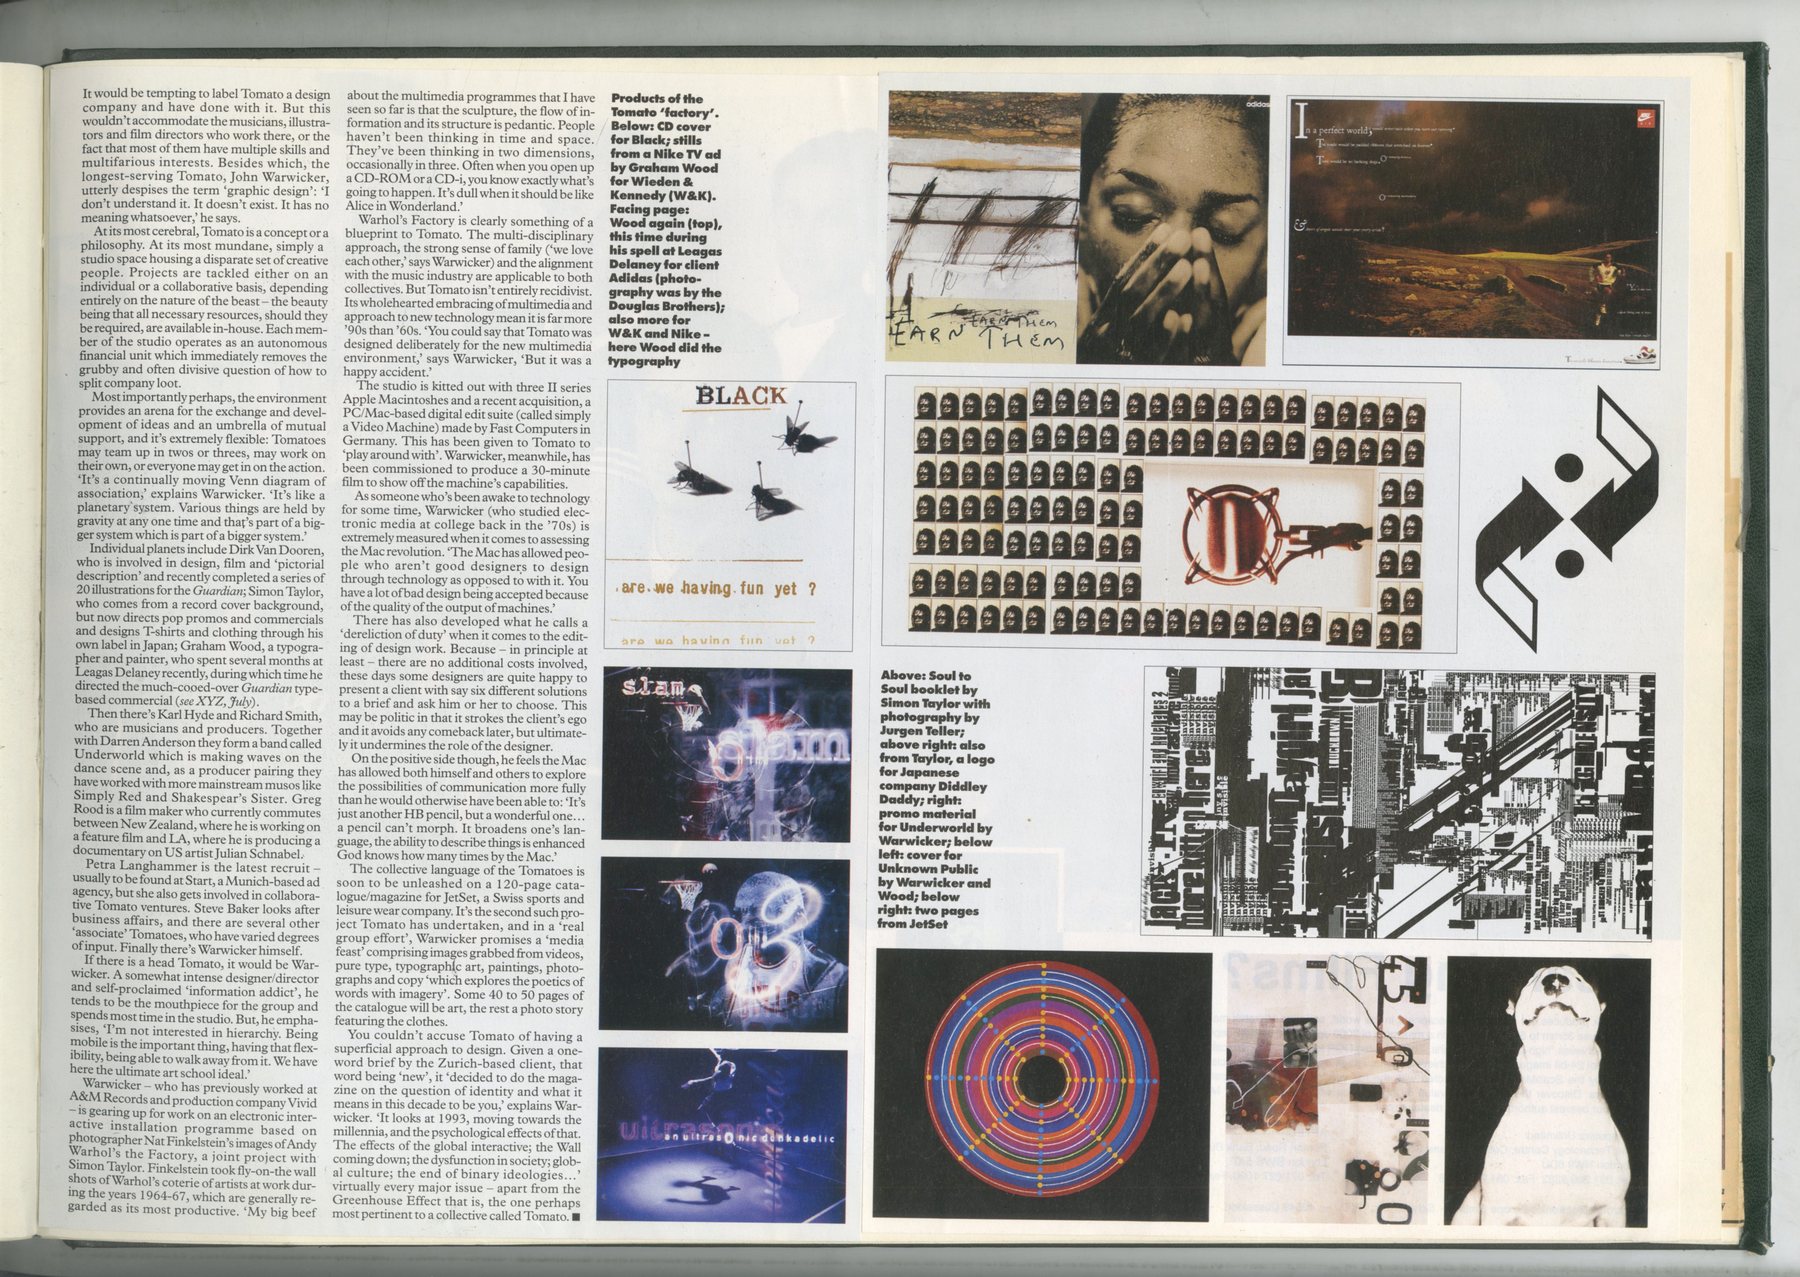 It would be tempting to label Tomato a design
company and have done with it. But this
wouldn't accommodate the musicians, illustra-
tors and film directors who work there, or the
fact that most of them have multiple skills and
multifarious interests. Besides which, the
longest-serving Tomato, John Warwicker,
utterly despises the term 'graphic design': 'I
don't understand it. It doesn't exist. It has no
meaning whatsoever,' he says.
At its most cerebral, Tomato is a concept or a
philosophy. At its most mundane, simply a
studio space housing a disparate set of creative
people. Projects are tackled either on an
individual or a collaborative basis, depending
entirely on the nature of the beast – the beauty
being that all necessary resources, should they
be required, are available in-house. Each mem-
ber of the studio operates as an autonomous
financial unit which immediately removes the
grubby and often divisive question of how to
split company loot.
Most importantly perhaps, the environment
provides an arena for the exchange and devel-
opment of ideas and an umbrella of mutual
support, and it's extremely flexible: Tomatoes
may team up in twos or threes, may work on
their own, or everyone may get in on the action.
'It's a continually moving Venn diagram of
association,' explains Warwicker. 'It's like a
planetary system. Various things are held by
gravity at any one time and that's part of a big-
ger system which is part of a bigger system.'
Individual planets include Dirk Van Dooren,
who is involved in design, film and 'pictorial
description' and recently completed a series of
20 illustrations for the Guardian; Simon Taylor,
who comes from a record cover background,
but now directs pop promos and commercials
and designs T-shirts and clothing through his
own label in Japan; Graham Wood, a typogra-
pher and painter, who spent several months at
Leagas Delaney recently, during which time he
directed the much-cooed-over Guardian type-
based commercial (see XYZ, July).
Then there's Karl Hyde and Richard Smith,
who are musicians and producers. Together
with Darren Anderson they form a band called
Underworld which is making waves on the
dance scene and, as a producer pairing they
have worked with more mainstream musos like
Simply Red and Shakespear's Sister. Greg
Rood is a film maker who currently commutes
between New Zealand, where he is working on
a feature film and LA, where he is producing a
documentary on US artist Julian Schnabel.
Petra Langhammer is the latest recruit –
usually to be found at Start, a Munich-based ad
agency, but she also gets involved in collabora-
tive Tomato ventures. Steve Baker looks after
business affairs, and there are several other
'associate' Tomatoes, who have varied degrees
of input. Finally there's Warwicker himself.
If there is a head Tomato, it would be War-
wicker. A somewhat intense designer/director
and self-proclaimed 'information addict', he
tends to be the mouthpiece for the group and
spends most time in the studio. But, he empha-
sises, 'I'm not interested in hierarchy. Being
mobile is the important thing, having that flex-
ibility, being able to walk away from it. We have
here the ultimate art school ideal.'
Warwicker – who has previously worked at
A&M Records and production company Vivid
– is gearing up for work on an electronic inter-
active installation programme based on
photographer Nat Finkelstein's images of Andy
Warhol's the Factory, a joint project with
Simon Taylor. Finkelstein took fly-on-the wall
shots of Warhol's coterie of artists at work dur-
ing the years 1964-67, which are generally re-
garded as its most productive. 'My big beef
about the multimedia programmes that I have
seen so far is that the sculpture, the flow of in-
formation and its structure is pedantic. People
haven't been thinking in time and space.
They've been thinking in two dimensions,
occasionally in three. Often when you open up
a CD-ROM or a CD-i, you know exactly what's
going to happen. It's dull when it should be like
Alice in Wonderland.'
Warhol's Factory is clearly something of a
blueprint to Tomato. The multi-disciplinary
approach, the strong sense of family ('we love
each other,' says Warwicker) and the alignment
with the music industry are applicable to both
collectives. But Tomato isn't entirely recidivist.
Its wholehearted embracing of multimedia and
approach to new technology mean it is far more
'90s than '60s. 'You could say that Tomato was
designed deliberately for the new multimedia
environment,' says Warwicker, 'But it was a
happy accident.'
The studio is kitted out with three II series
Apple Macintoshes and a recent acquisition, a
PC/Mac-based digital edit suite (called simply
a Video Machine) made by Fast Computers in
Germany. This has been given to Tomato to
'play around with'. Warwicker, meanwhile, has
been commissioned to produce a 30-minute
film to show off the machine's capabilities.
As someone who's been awake to technology
for some time, Warwicker (who studied elec-
tronic media at college back in the '70s) is
extremely measured when it comes to assessing
the Mac revolution. 'The Mac has allowed peo-
ple who aren't good designers to design
through technology as opposed to with it. You
have a lot of bad design being accepted because
of the quality of the output of machines.'
There has also developed what he calls a
'dereliction of duty' when it comes to the edit-
ing of design work. Because – in principle at
least – there are no additional costs involved,
these days some designers are quite happy to
present a client with say six different solutions
to a brief and ask him or her to choose. This
may be politic in that it strokes the client's ego
and it avoids any comeback later, but ultimate-
ly it undermines the role of the designer.
On the positive side though, he feels the Mac
has allowed both himself and others to explore
the possibilities of communication more fully
than he would otherwise have been able to: 'It's
just another HB pencil, but a wonderful one…
a pencil can't morph. It broadens one's lan-
guage, the ability to describe things is enhanced
God knows how many times by the Mac.'
The collective language of the Tomatoes is
soon to be unleashed on a 120-page cata-
logue/magazine for JetSet, a Swiss sports and
leisure wear company. It's the second such pro-
ject Tomato has undertaken, and in a 'real
group effort', Warwicker promises a 'media
feast' comprising images grabbed from videos,
pure type, typographic art, paintings, photo-
graphs and copy 'which explores the poetics of
words with imagery'. Some 40 to 50 pages of
the catalogue will be art, the rest a photo story
featuring the clothes.
You couldn't accuse Tomato of having a
superficial approach to design. Given a one-
word brief by the Zurich-based client, that
word being 'new', it 'decided to do the maga-
zine on the question of identity and what it
means in this decade to be you,' explains War-
wicker. 'It looks at 1993, moving towards the
millennia, and the psychological effects of that.
The effects of the global interactive; the Wall
coming down; the dysfunction in society; glob-
al culture; the end of binary ideologies…'
virtually every major issue – apart from the
Greenhouse Effect that is, the one perhaps
most pertinent to a collective called Tomato. ■
Products of the
Tomato 'factory'.
Below: CD cover
for Black; stills
from a Nike TV ad
by Graham Wood
for Wieden &
Kennedy (W&K).
Facing page:
Wood again (top),
this time during
his spell at Leagas
Delaney for client
Adidas (photo-
graphy was by the
Douglas Brothers);
also more for
W&K and Nike –
here Wood did the
typography
BLACK
are we having fun yet ?
are we having fun yet ?
slam
slam
ultrasonic
an ultrasonic dunkadelic
adidas
EARN THEM
EARN THEM
In a perfect world,
Above: Soul to
Soul booklet by
Simon Taylor with
photography by
Jurgen Teller;
above right: also
from Taylor, a logo
for Japanese
company Diddley
Daddy; right:
promo material
for Underworld by
Warwicker; below
left: cover for
Unknown Public
by Warwicker and
Wood; below
right: two pages
from JetSet